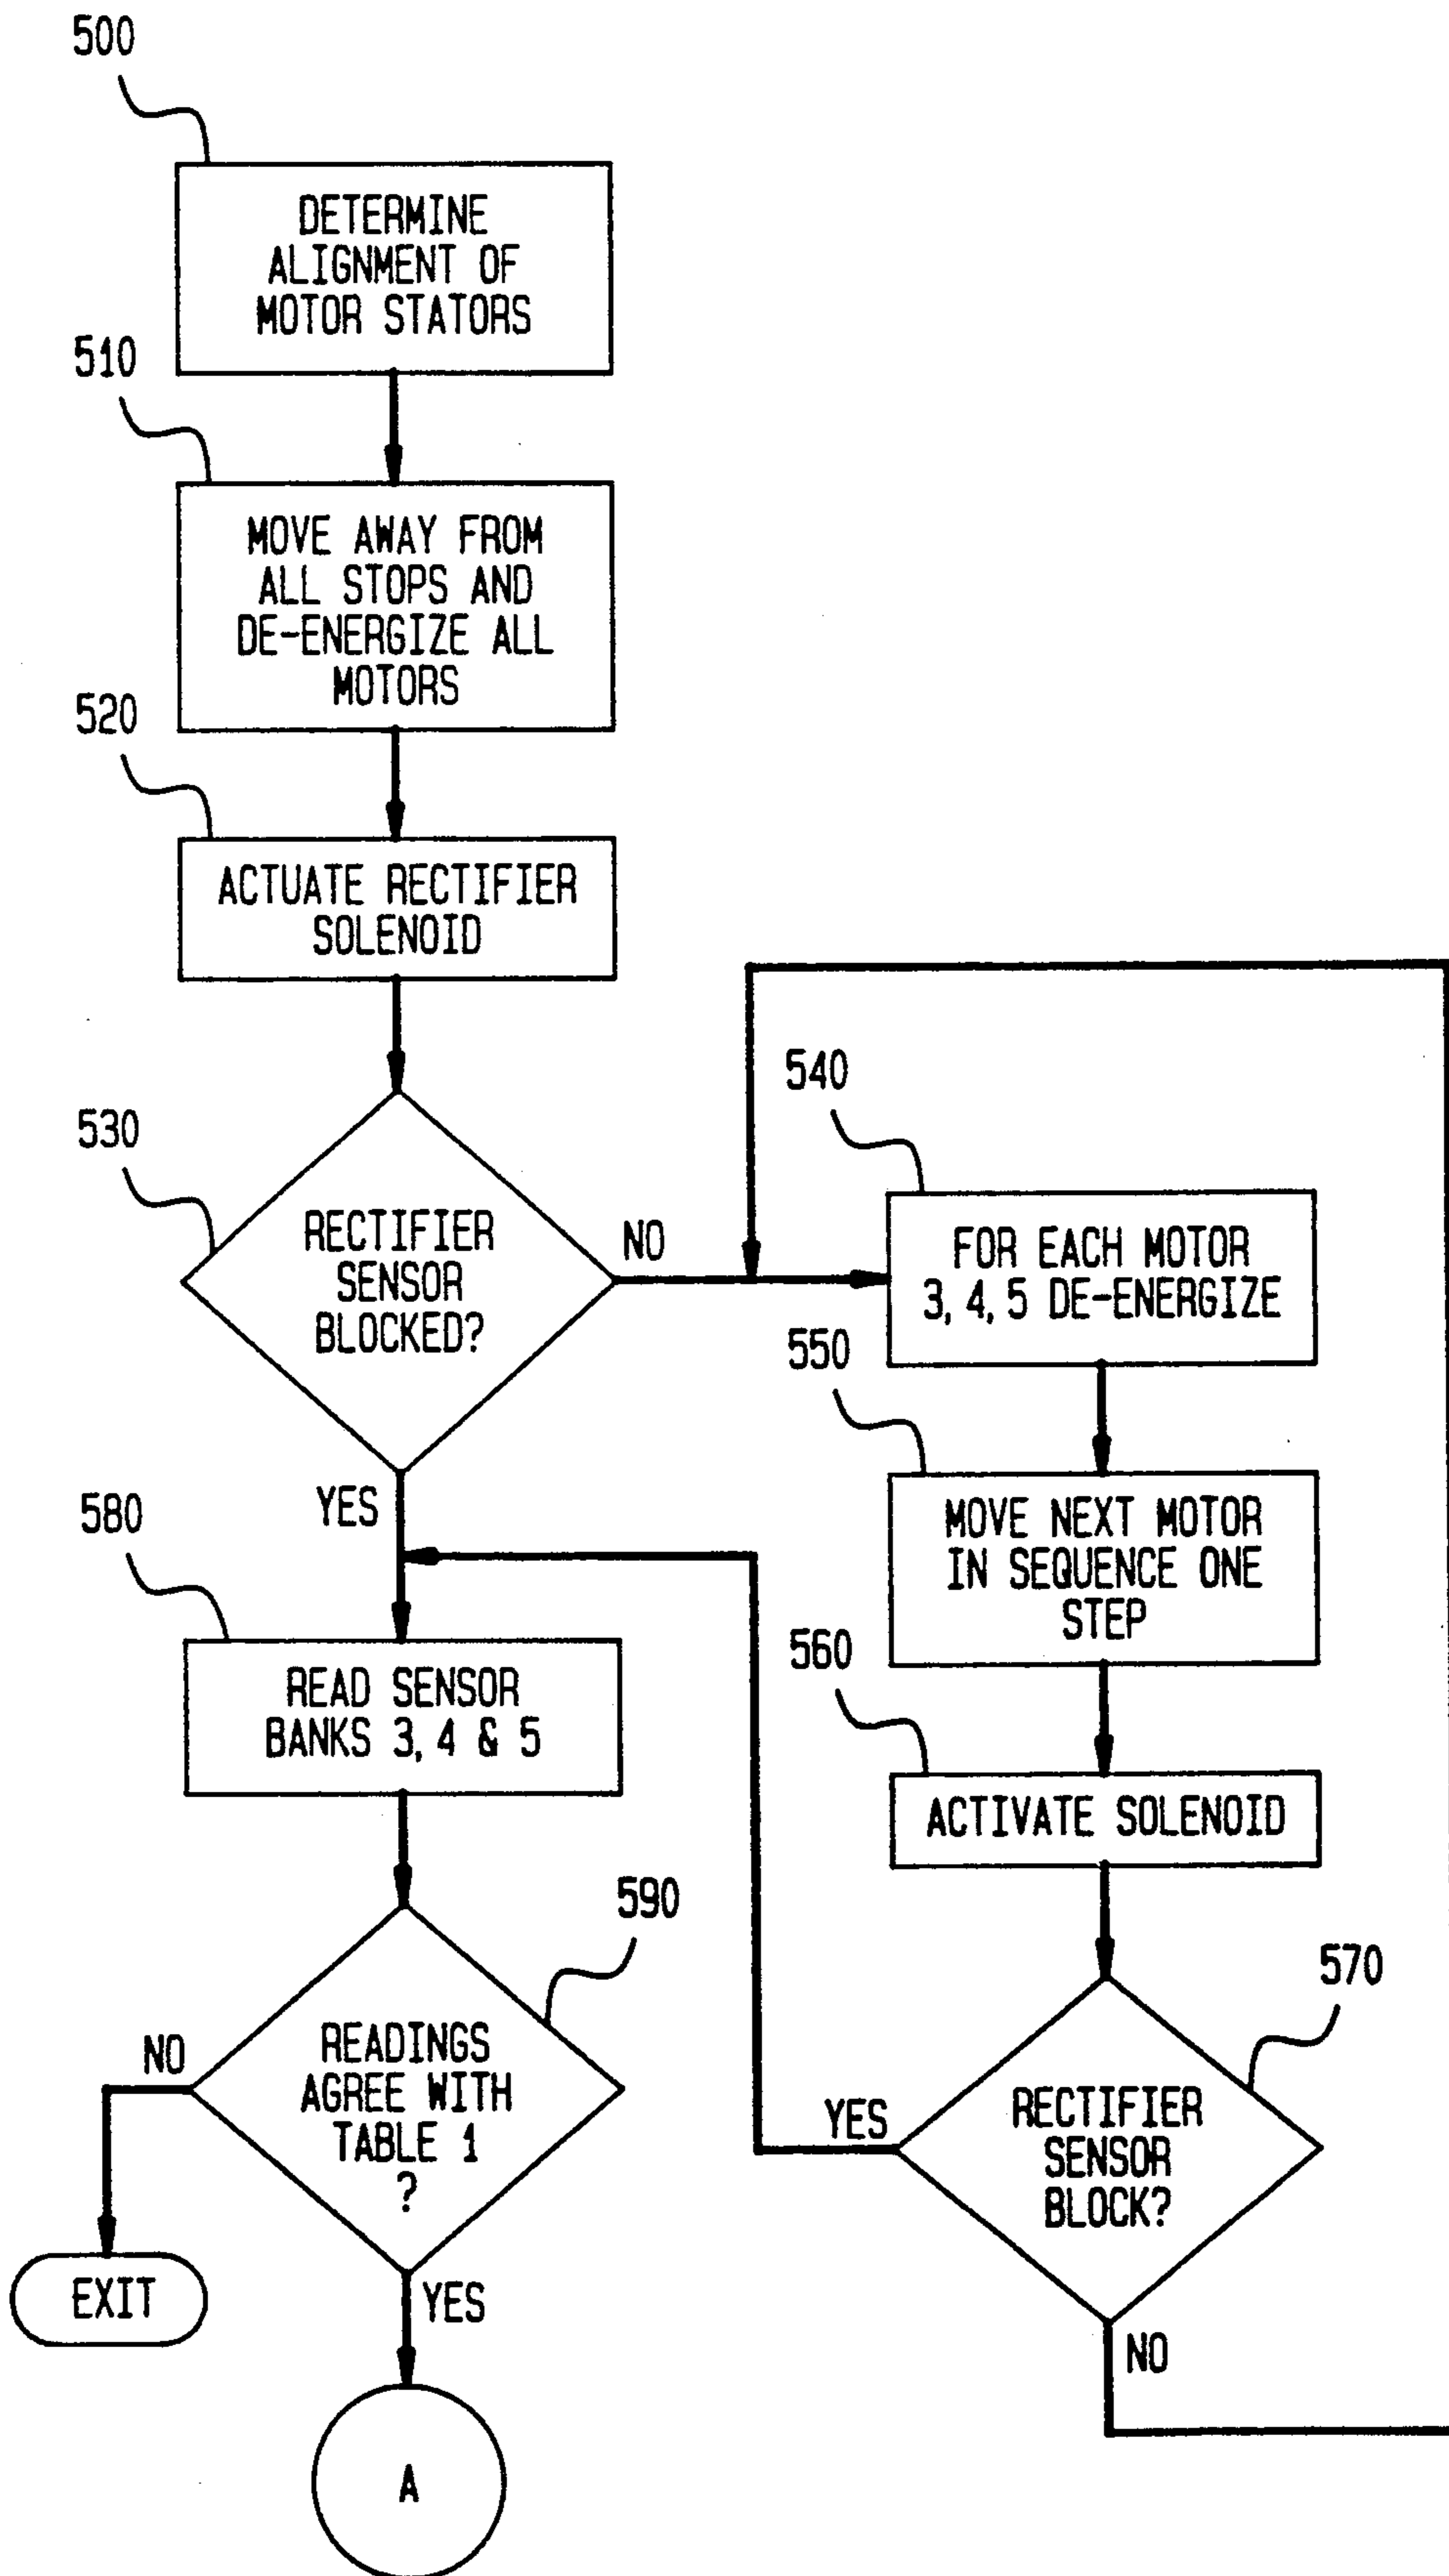 500
DETERMINE
ALIGNMENT OF
MOTOR STATORS
510
MOVE AWAY FROM
ALL STOPS AND
DE-ENERGIZE ALL
MOTORS
520
ACTUATE RECTIFIER
SOLENOID
530
RECTIFIER
SENSOR
BLOCKED?
NO
YES
540
FOR EACH MOTOR
3, 4, 5 DE-ENERGIZE
550
MOVE NEXT MOTOR
IN SEQUENCE ONE
STEP
560
ACTIVATE SOLENOID
570
RECTIFIER
SENSOR
BLOCK?
YES
NO
580
READ SENSOR
BANKS 3, 4 & 5
590
READINGS
AGREE WITH
TABLE 1
?
NO
EXIT
YES
A